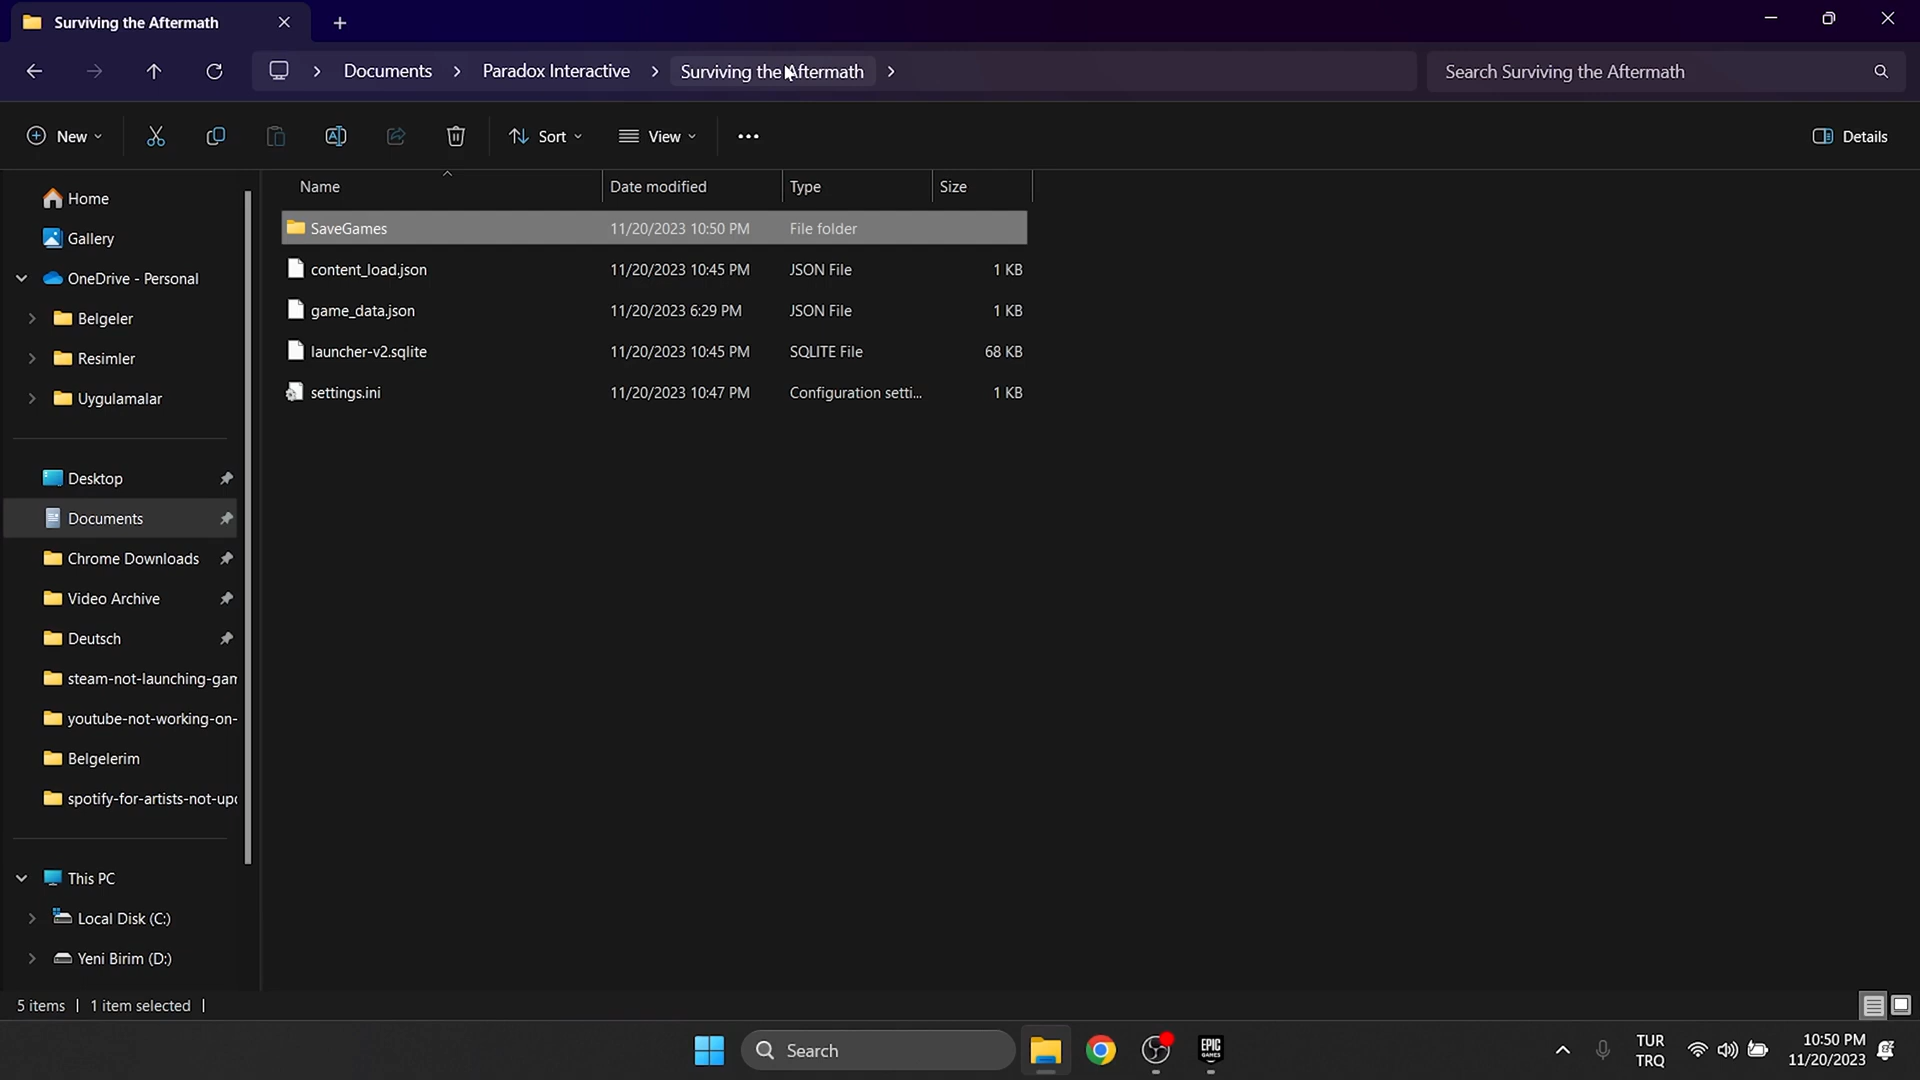 Surviving the Aftermath
Documents
Paradox Interactive
Surviving the Aftermath
Search Surviving the Aftermath
New
Sort
View
Details
Name
Date modified
Type
Size
Home
Gallery
OneDrive - Personal
Belgeler
Resimler
Uygulamalar
Desktop
Documents
Chrome Downloads
Video Archive
Deutsch
steam-not-launching-gam
youtube-not-working-on-
Belgelerim
spotify-for-artists-not-upd
This PC
Local Disk (C:)
Yeni Birim (D:)
SaveGames 11/20/2023 10:50 PM File folder
content_load.json 11/20/2023 10:45 PM JSON File 1 KB
game_data.json 11/20/2023 6:29 PM JSON File 1 KB
launcher-v2.sqlite 11/20/2023 10:45 PM SQLITE File 68 KB
settings.ini 11/20/2023 10:47 PM Configuration setti... 1 KB
5 items 1 item selected
Search
EPIC
GAMES
TUR
TRQ
10:50 PM
11/20/2023